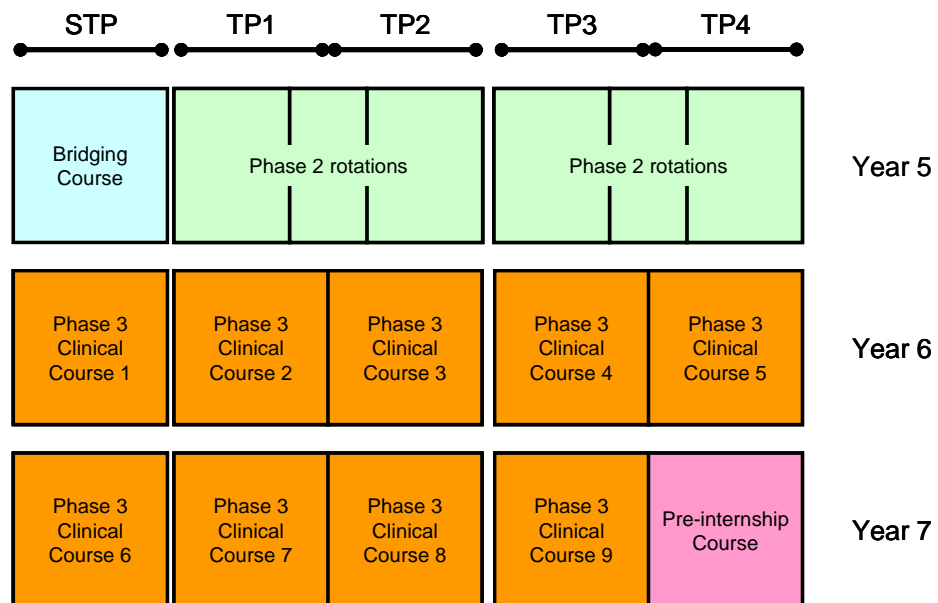 STP TP1 TP2 TP3 TP4
Bridging
Course
Phase 2 rotations
Phase 2 rotations
Year 5
Phase 3
Clinical
Course 1
Phase 3
Clinical
Course 2
Phase 3
Clinical
Course 3
Phase 3
Clinical
Course 4
Phase 3
Clinical
Course 5
Year 6
Phase 3
Clinical
Course 6
Phase 3
Clinical
Course 7
Phase 3
Clinical
Course 8
Phase 3
Clinical
Course 9
Pre-internship
Course
Year 7